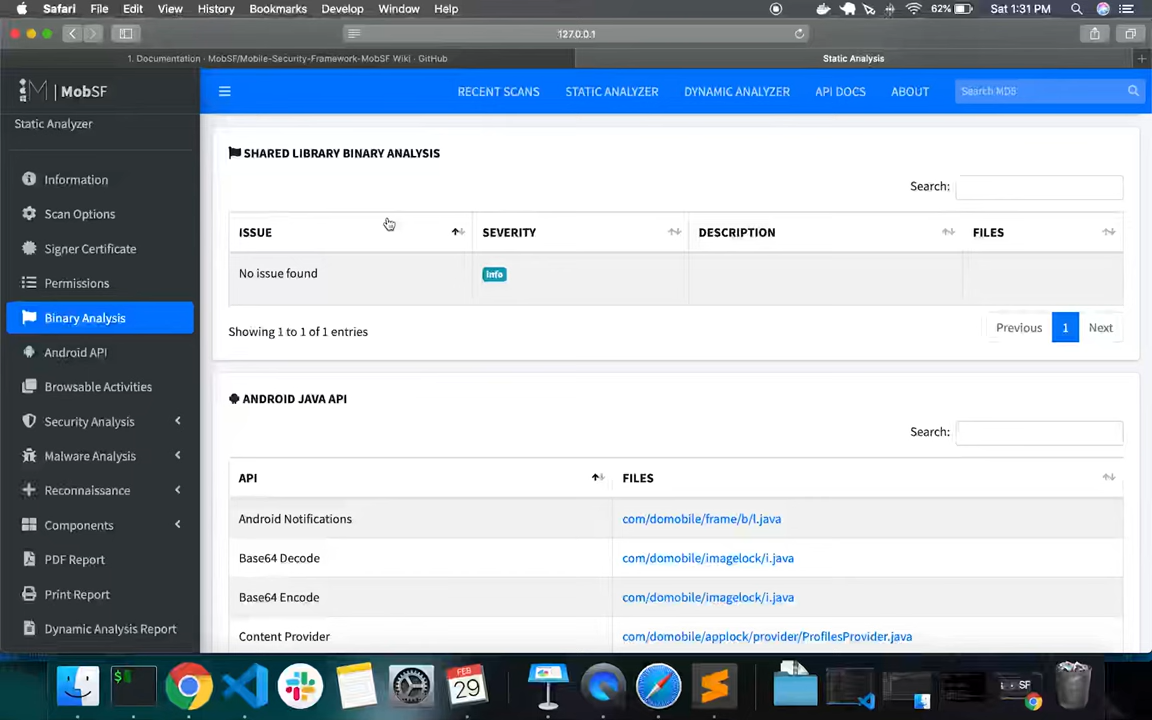 Safari File Edit View History Bookmarks Develop Window Help 62% Sat 1:31 PM
127.0.0.1
1. Documentation · MobSF/Mobile-Security-Framework-MobSF Wiki · GitHub Static Analysis
MobSF
RECENT SCANS STATIC ANALYZER DYNAMIC ANALYZER API DOCS ABOUT Search MD5
Static Analyzer
Information
Scan Options
Signer Certificate
Permissions
Binary Analysis
Android API
Browsable Activities
Security Analysis
Malware Analysis
Reconnaissance
Components
PDF Report
Print Report
Dynamic Analysis Report
SHARED LIBRARY BINARY ANALYSIS
Search:
ISSUE SEVERITY DESCRIPTION FILES
No issue found Info
Showing 1 to 1 of 1 entries
Previous 1 Next
ANDROID JAVA API
Search:
API FILES
Android Notifications com/domobile/frame/b/l.java
Base64 Decode com/domobile/imagelock/i.java
Base64 Encode com/domobile/imagelock/i.java
Content Provider com/domobile/applock/provider/ProfilesProvider.java
$
FEB
29
SF